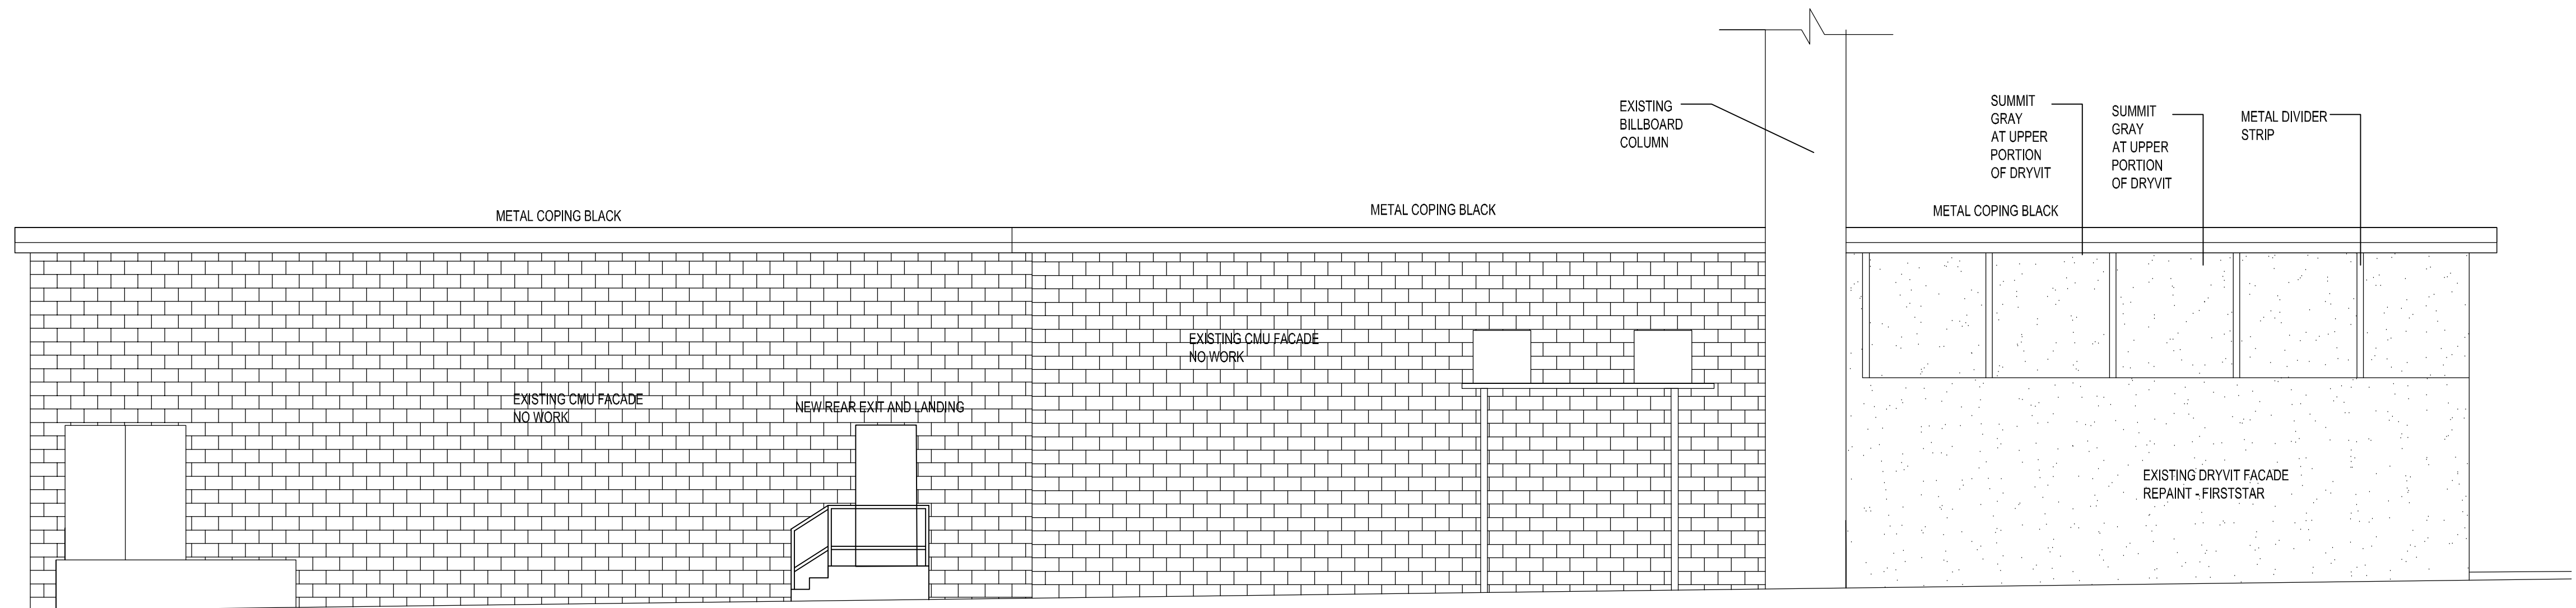 EXISTING
BILLBOARD
COLUMN
SUMMIT
GRAY
AT UPPER
PORTION
OF DRYVIT
SUMMIT
GRAY
AT UPPER
PORTION
OF DRYVIT
METAL DIVIDER
STRIP
METAL COPING BLACK
METAL COPING BLACK
METAL COPING BLACK
EXISTING CMU FACADE
NO WORK
NEW REAR EXIT AND LANDING
EXISTING CMU FACADE
NO WORK
EXISTING DRYVIT FACADE
REPAINT - FIRSTSTAR